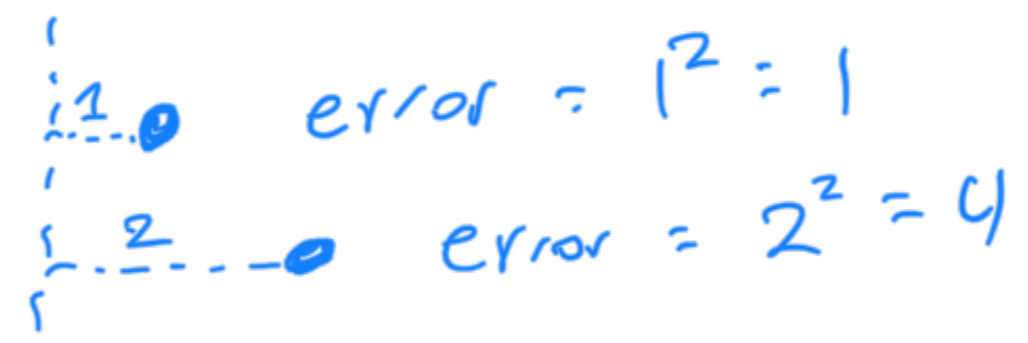 1 error = 1² = 1
2 error = 2² = 4